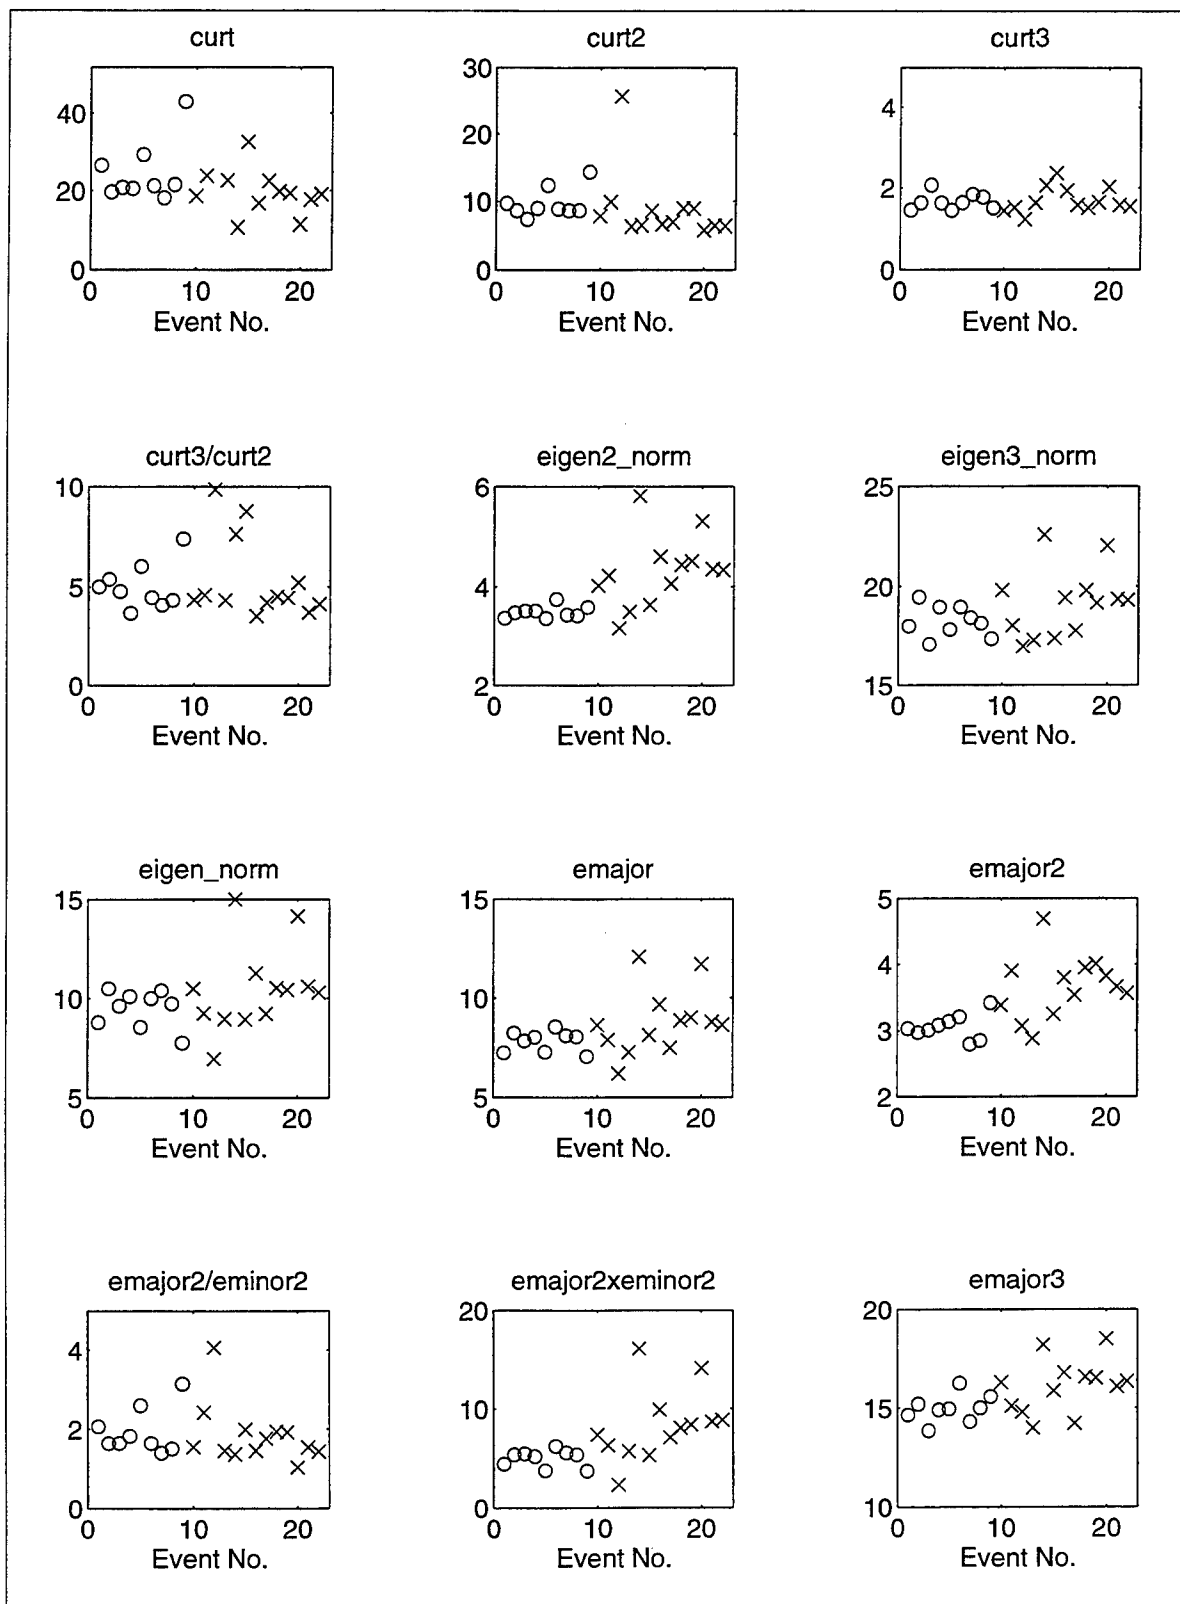 curt curt2 curt3
40
20
0
0 10 20
Event No.
30
20
10
0
0 10 20
Event No.
4
2
0
0 10 20
Event No.
curt3/curt2 eigen2_norm eigen3_norm
10
5
0
0 10 20
Event No.
6
4
2
0 10 20
Event No.
25
20
15
0 10 20
Event No.
eigen_norm emajor emajor2
15
10
5
0 10 20
Event No.
15
10
5
0 10 20
Event No.
5
4
3
2
0 10 20
Event No.
emajor2/eminor2 emajor2xeminor2 emajor3
4
2
0
0 10 20
Event No.
20
10
0
0 10 20
Event No.
20
15
10
0 10 20
Event No.